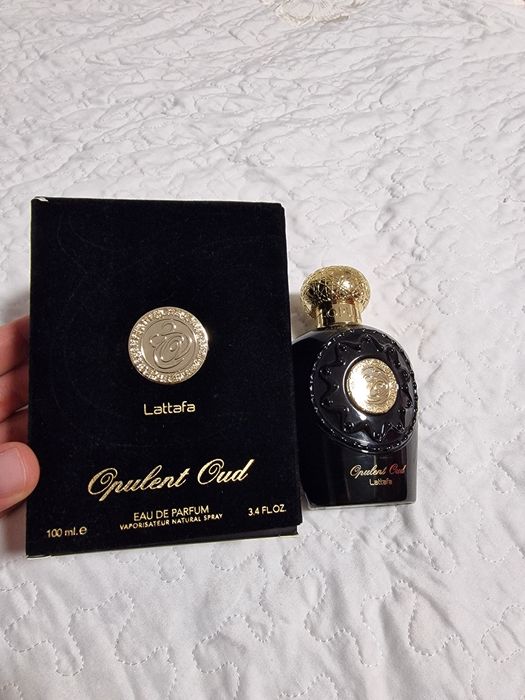 Lattafa
Opulent Oud
EAU DE PARFUM
VAPORISATEUR NATURAL SPRAY
100 ml. e
3.4 FL.OZ.
Opulent Oud
Lattafa